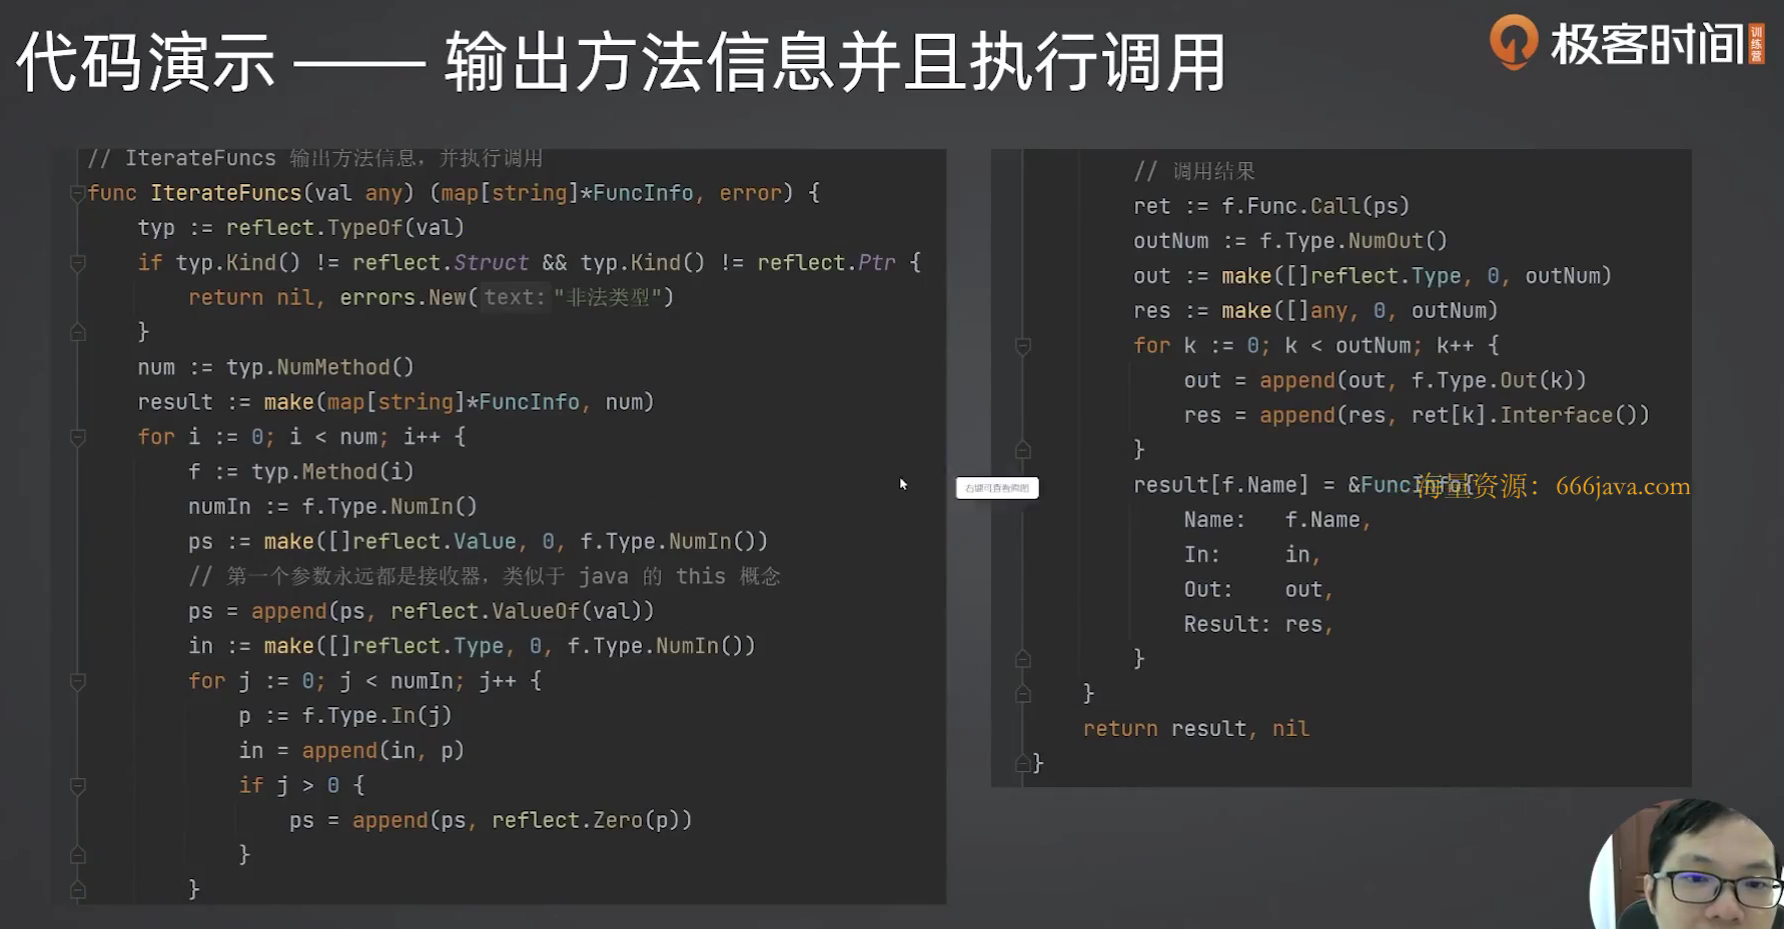 代码演示 —— 输出方法信息并且执行调用
极客时间
训练营
// IterateFuncs 输出方法信息，并执行调用
func IterateFuncs(val any) (map[string]*FuncInfo, error) {
typ := reflect.TypeOf(val)
if typ.Kind() != reflect.Struct && typ.Kind() != reflect.Ptr {
return nil, errors.New( text: "非法类型")
}
num := typ.NumMethod()
result := make(map[string]*FuncInfo, num)
for i := 0; i < num; i++ {
f := typ.Method(i)
numIn := f.Type.NumIn()
ps := make([]reflect.Value, 0, f.Type.NumIn())
// 第一个参数永远都是接收器，类似于 java 的 this 概念
ps = append(ps, reflect.ValueOf(val))
in := make([]reflect.Type, 0, f.Type.NumIn())
for j := 0; j < numIn; j++ {
p := f.Type.In(j)
in = append(in, p)
if j > 0 {
ps = append(ps, reflect.Zero(p))
}
}
右键可查看原图
// 调用结果
ret := f.Func.Call(ps)
outNum := f.Type.NumOut()
out := make([]reflect.Type, 0, outNum)
res := make([]any, 0, outNum)
for k := 0; k < outNum; k++ {
out = append(out, f.Type.Out(k))
res = append(res, ret[k].Interface())
}
result[f.Name] = &FuncInfo{
海量资源：666java.com
Name: f.Name,
In: in,
Out: out,
Result: res,
}
}
return result, nil
}